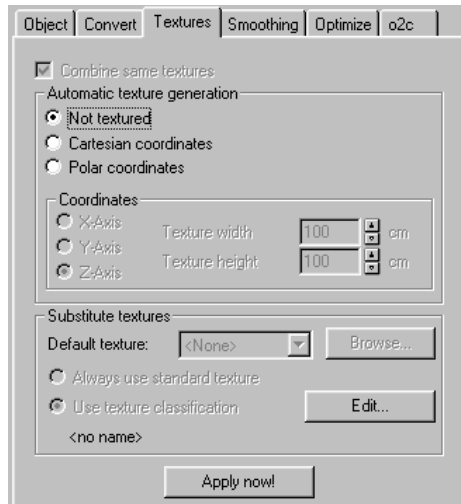 Object Convert Textures Smoothing Optimize o2c
Combine same textures
Automatic texture generation
Not textured
Cartesian coordinates
Polar coordinates
Coordinates
X-Axis
Y-Axis
Z-Axis
Texture width 100 cm
Texture height 100 cm
Substitute textures
Default texture: <None> Browse...
Always use standard texture
Use texture classification Edit...
<no name>
Apply now!